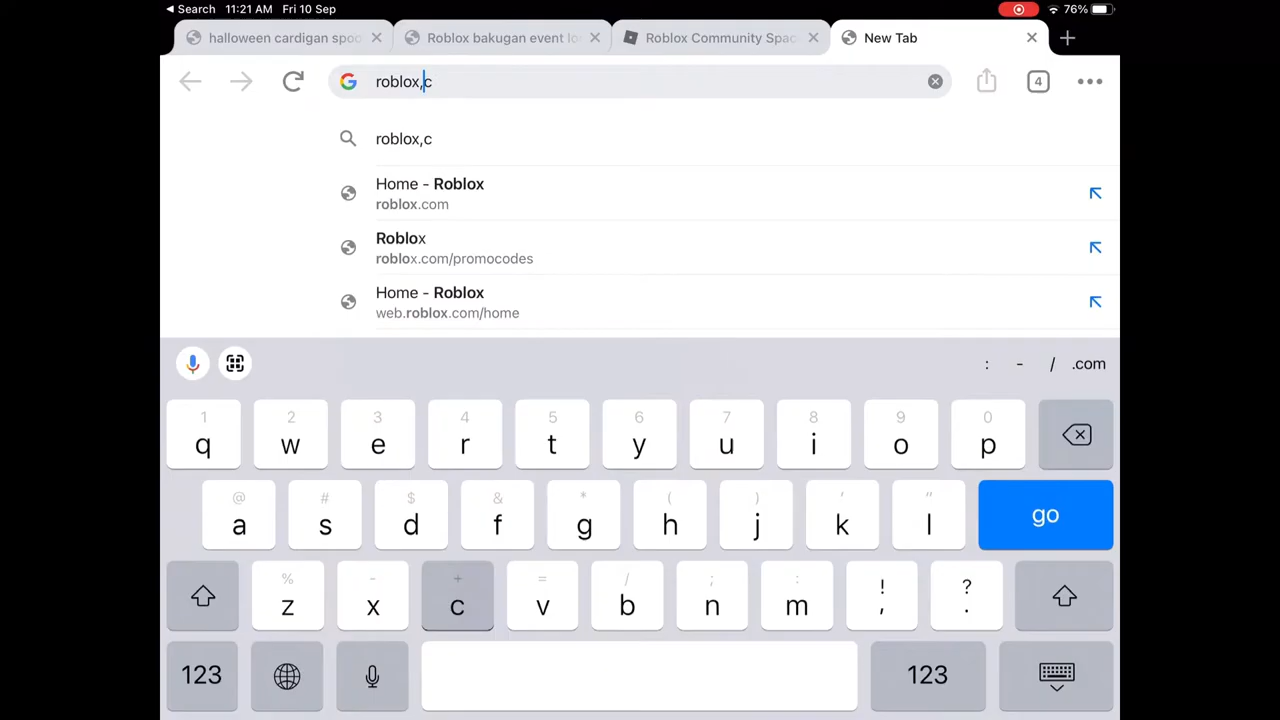 Search 11:21 AM Fri 10 Sep 76%
halloween cardigan spoo Roblox bakugan event lo Roblox Community Spac New Tab
roblox,c 4
roblox,c
Home - Roblox
roblox.com
Roblox
roblox.com/promocodes
Home - Roblox
web.roblox.com/home
: - / .com
1 2 3 4 5 6 7 8 9 0
q w e r t y u i o p
@ # $ & * ( ) ' "
a s d f g h j k l go
% - + = / ; : ! ?
z x c v b n m , .
123 123